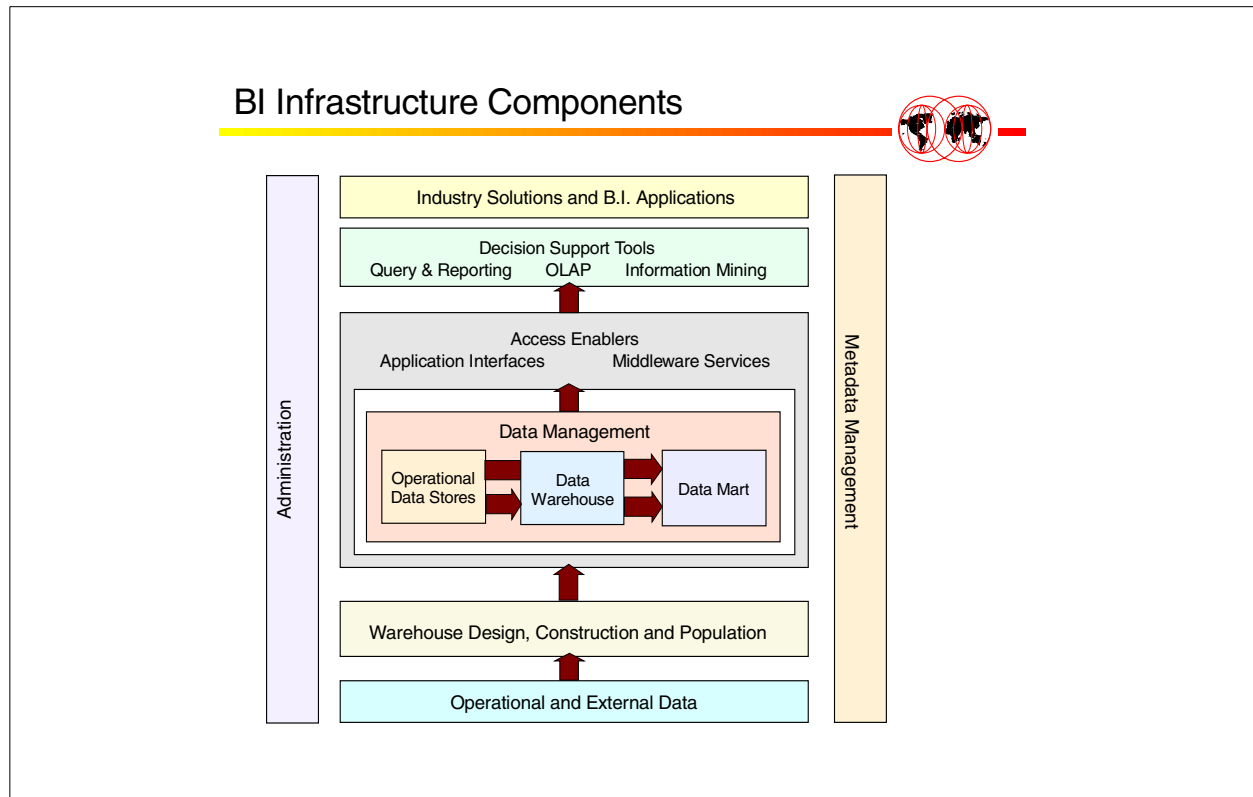 BI Infrastructure Components
Administration
Industry Solutions and B.I. Applications
Decision Support Tools
Query & Reporting OLAP Information Mining
Access Enablers
Application Interfaces Middleware Services
Data Management
Operational
Data Stores
Data
Warehouse
Data Mart
Warehouse Design, Construction and Population
Operational and External Data
Metadata Management